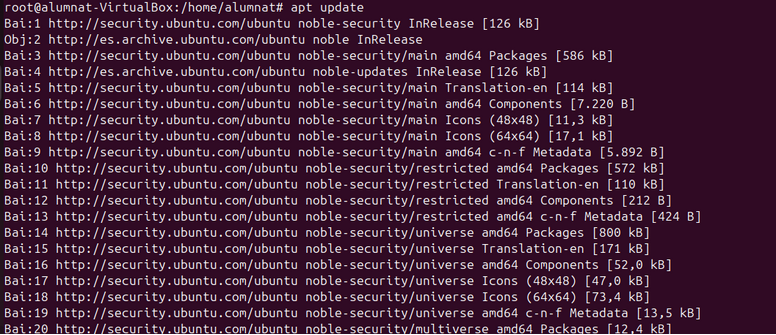 root@alumnat-VirtualBox:/home/alumnat# apt update
Bai:1 http://security.ubuntu.com/ubuntu noble-security InRelease [126 kB]
Obj:2 http://es.archive.ubuntu.com/ubuntu noble InRelease
Bai:3 http://security.ubuntu.com/ubuntu noble-security/main amd64 Packages [586 kB]
Bai:4 http://es.archive.ubuntu.com/ubuntu noble-updates InRelease [126 kB]
Bai:5 http://security.ubuntu.com/ubuntu noble-security/main Translation-en [114 kB]
Bai:6 http://security.ubuntu.com/ubuntu noble-security/main amd64 Components [7.220 B]
Bai:7 http://security.ubuntu.com/ubuntu noble-security/main Icons (48x48) [11,3 kB]
Bai:8 http://security.ubuntu.com/ubuntu noble-security/main Icons (64x64) [17,1 kB]
Bai:9 http://security.ubuntu.com/ubuntu noble-security/main amd64 c-n-f Metadata [5.892 B]
Bai:10 http://security.ubuntu.com/ubuntu noble-security/restricted amd64 Packages [572 kB]
Bai:11 http://security.ubuntu.com/ubuntu noble-security/restricted Translation-en [110 kB]
Bai:12 http://security.ubuntu.com/ubuntu noble-security/restricted amd64 Components [212 B]
Bai:13 http://security.ubuntu.com/ubuntu noble-security/restricted amd64 c-n-f Metadata [424 B]
Bai:14 http://security.ubuntu.com/ubuntu noble-security/universe amd64 Packages [800 kB]
Bai:15 http://security.ubuntu.com/ubuntu noble-security/universe Translation-en [171 kB]
Bai:16 http://security.ubuntu.com/ubuntu noble-security/universe amd64 Components [52,0 kB]
Bai:17 http://security.ubuntu.com/ubuntu noble-security/universe Icons (48x48) [47,0 kB]
Bai:18 http://security.ubuntu.com/ubuntu noble-security/universe Icons (64x64) [73,4 kB]
Bai:19 http://security.ubuntu.com/ubuntu noble-security/universe amd64 c-n-f Metadata [13,5 kB]
Bai:20 http://security.ubuntu.com/ubuntu noble-security/multiverse amd64 Packages [12,4 kB]